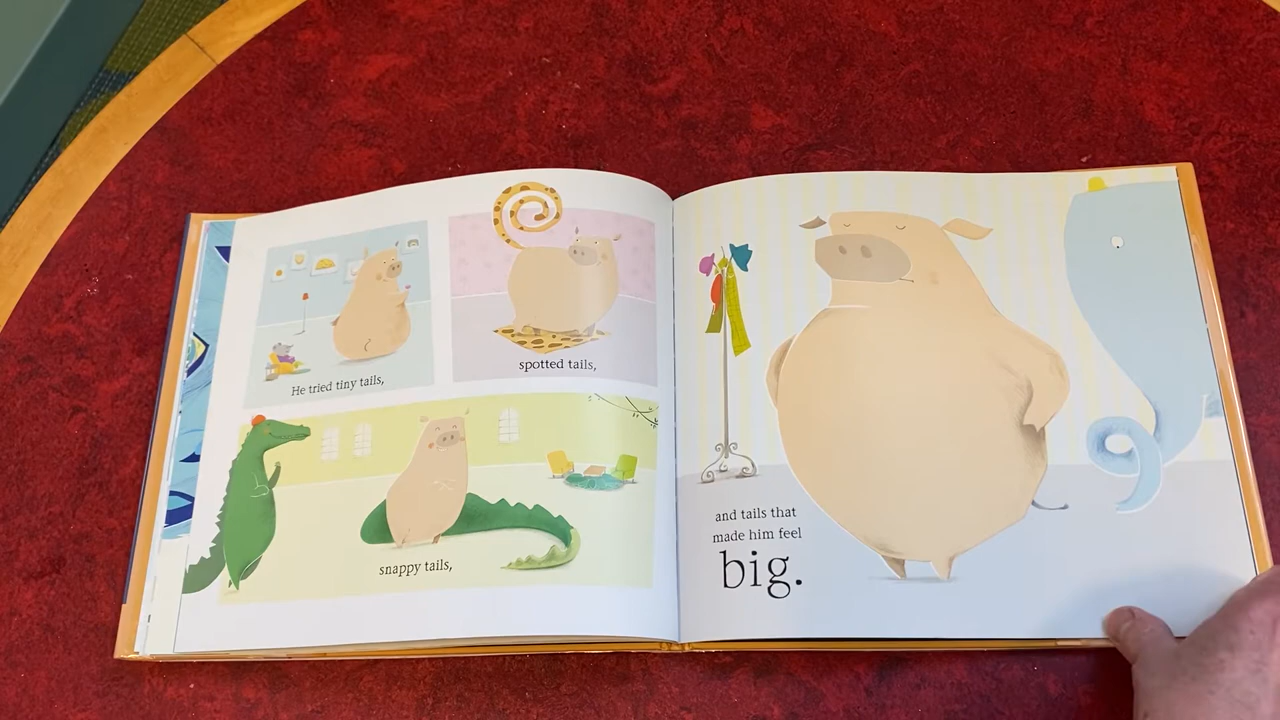 He tried tiny tails,
spotted tails,
snappy tails,
and tails that
made him feel
big.